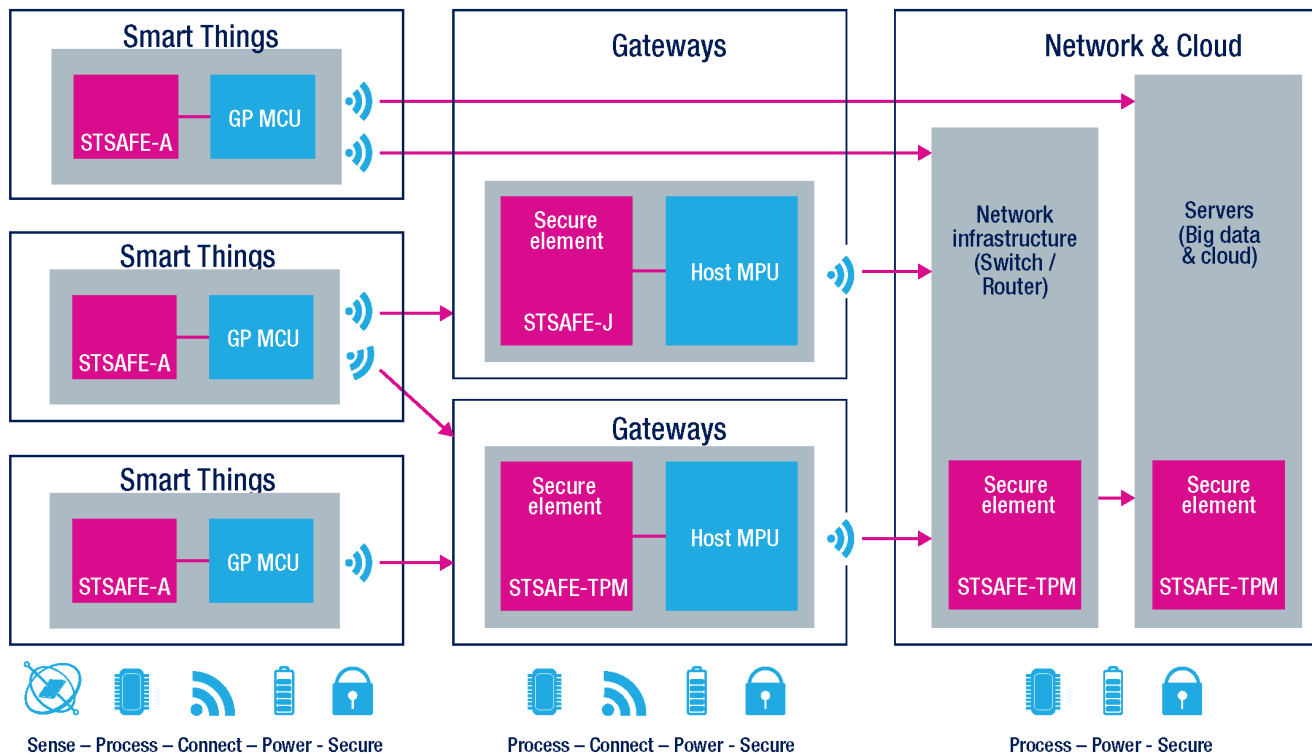 Smart Things
STSAFE-A
GP MCU
Smart Things
STSAFE-A
GP MCU
Smart Things
STSAFE-A
GP MCU
Sense – Process – Connect – Power - Secure
Gateways
Secure
element
STSAFE-J
Host MPU
Gateways
Secure
element
STSAFE-TPM
Host MPU
Process – Connect – Power - Secure
Network & Cloud
Network
infrastructure
(Switch /
Router)
Secure
element
STSAFE-TPM
Servers
(Big data
& cloud)
Secure
element
STSAFE-TPM
Process – Power - Secure